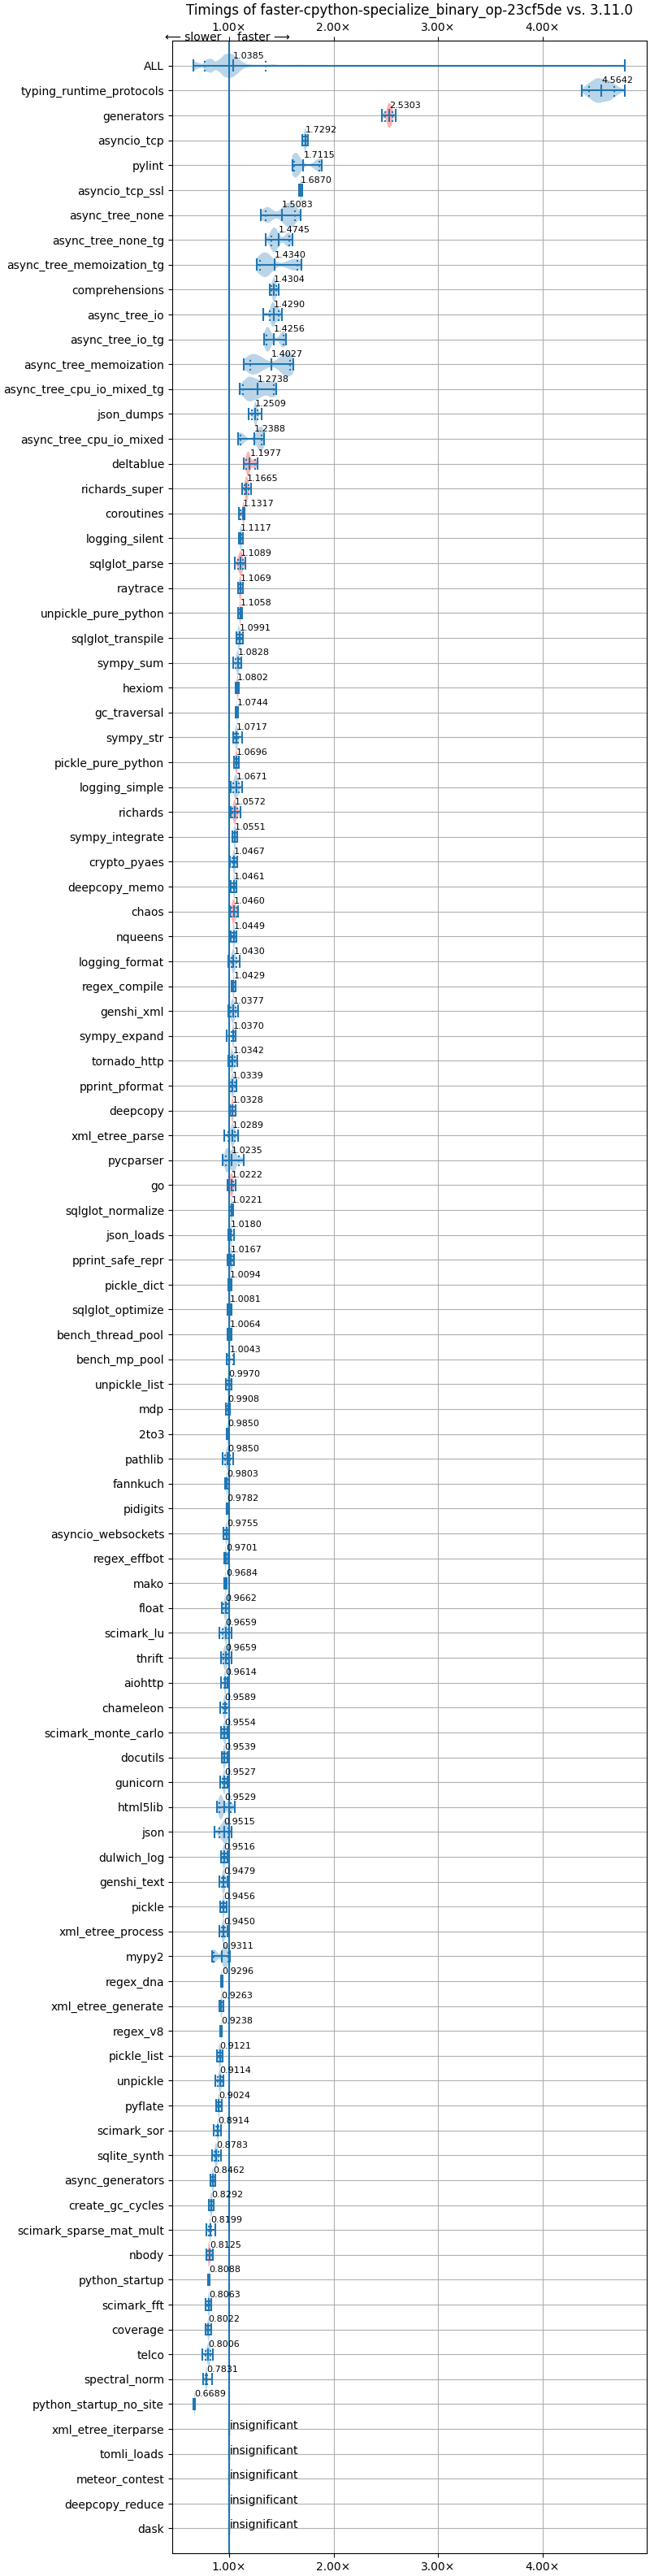 Timings of faster-cpython-specialize_binary_op-23cf5de vs. 3.11.0
1.00× 2.00× 3.00× 4.00×
⟵ slower faster ⟶
ALL 1.0385
typing_runtime_protocols 4.5642
generators 2.5303
asyncio_tcp 1.7292
pylint 1.7115
asyncio_tcp_ssl 1.6870
async_tree_none 1.5083
async_tree_none_tg 1.4745
async_tree_memoization_tg 1.4340
comprehensions 1.4304
async_tree_io 1.4290
async_tree_io_tg 1.4256
async_tree_memoization 1.4027
async_tree_cpu_io_mixed_tg 1.2738
json_dumps 1.2509
async_tree_cpu_io_mixed 1.2388
deltablue 1.1977
richards_super 1.1665
coroutines 1.1317
logging_silent 1.1117
sqlglot_parse 1.1089
raytrace 1.1069
unpickle_pure_python 1.1058
sqlglot_transpile 1.0991
sympy_sum 1.0828
hexiom 1.0802
gc_traversal 1.0744
sympy_str 1.0717
pickle_pure_python 1.0696
logging_simple 1.0671
richards 1.0572
sympy_integrate 1.0551
crypto_pyaes 1.0467
deepcopy_memo 1.0461
chaos 1.0460
nqueens 1.0449
logging_format 1.0430
regex_compile 1.0429
genshi_xml 1.0377
sympy_expand 1.0370
tornado_http 1.0342
pprint_pformat 1.0339
deepcopy 1.0328
xml_etree_parse 1.0289
pycparser 1.0235
go 1.0222
sqlglot_normalize 1.0221
json_loads 1.0180
pprint_safe_repr 1.0167
pickle_dict 1.0094
sqlglot_optimize 1.0081
bench_thread_pool 1.0064
bench_mp_pool 1.0043
unpickle_list 0.9970
mdp 0.9908
2to3 0.9850
pathlib 0.9850
fannkuch 0.9803
pidigits 0.9782
asyncio_websockets 0.9755
regex_effbot 0.9701
mako 0.9684
float 0.9662
scimark_lu 0.9659
thrift 0.9659
aiohttp 0.9614
chameleon 0.9589
scimark_monte_carlo 0.9554
docutils 0.9539
gunicorn 0.9527
html5lib 0.9529
json 0.9515
dulwich_log 0.9516
genshi_text 0.9479
pickle 0.9456
xml_etree_process 0.9450
mypy2 0.9311
regex_dna 0.9296
xml_etree_generate 0.9263
regex_v8 0.9238
pickle_list 0.9121
unpickle 0.9114
pyflate 0.9024
scimark_sor 0.8914
sqlite_synth 0.8783
async_generators 0.8462
create_gc_cycles 0.8292
scimark_sparse_mat_mult 0.8199
nbody 0.8125
python_startup 0.8088
scimark_fft 0.8063
coverage 0.8022
telco 0.8006
spectral_norm 0.7831
python_startup_no_site 0.6689
xml_etree_iterparse insignificant
tomli_loads insignificant
meteor_contest insignificant
deepcopy_reduce insignificant
dask insignificant
1.00× 2.00× 3.00× 4.00×